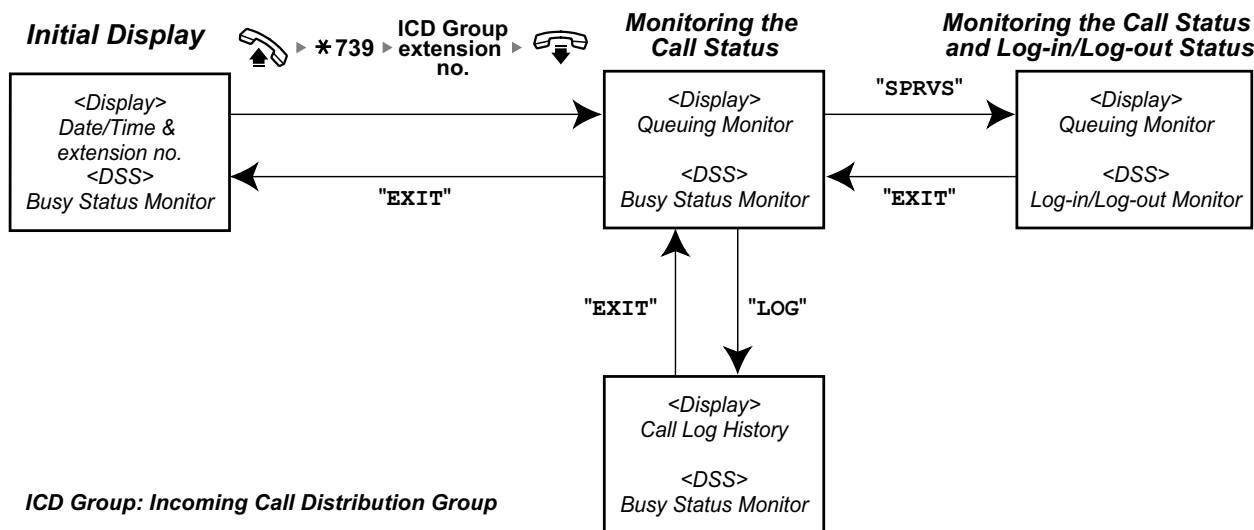 Initial Display
✱739
ICD Group
extension
no.
Monitoring the
Call Status
Monitoring the Call Status
and Log-in/Log-out Status
<Display>
Date/Time &
extension no.
<DSS>
Busy Status Monitor
"EXIT"
<Display>
Queuing Monitor
<DSS>
Busy Status Monitor
"SPRVS"
"EXIT"
<Display>
Queuing Monitor
<DSS>
Log-in/Log-out Monitor
"EXIT"
"LOG"
<Display>
Call Log History
<DSS>
Busy Status Monitor
ICD Group: Incoming Call Distribution Group